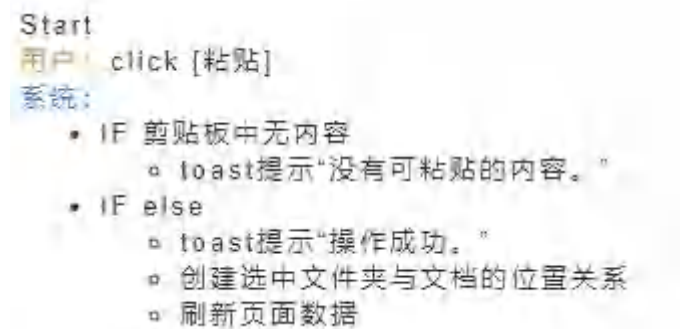 Start
用户：click [粘贴]
系统：
• IF 剪贴板中无内容
o toast提示“没有可粘贴的内容。”
• IF else
o toast提示“操作成功。”
o 创建选中文件夹与文档的位置关系
o 刷新页面数据